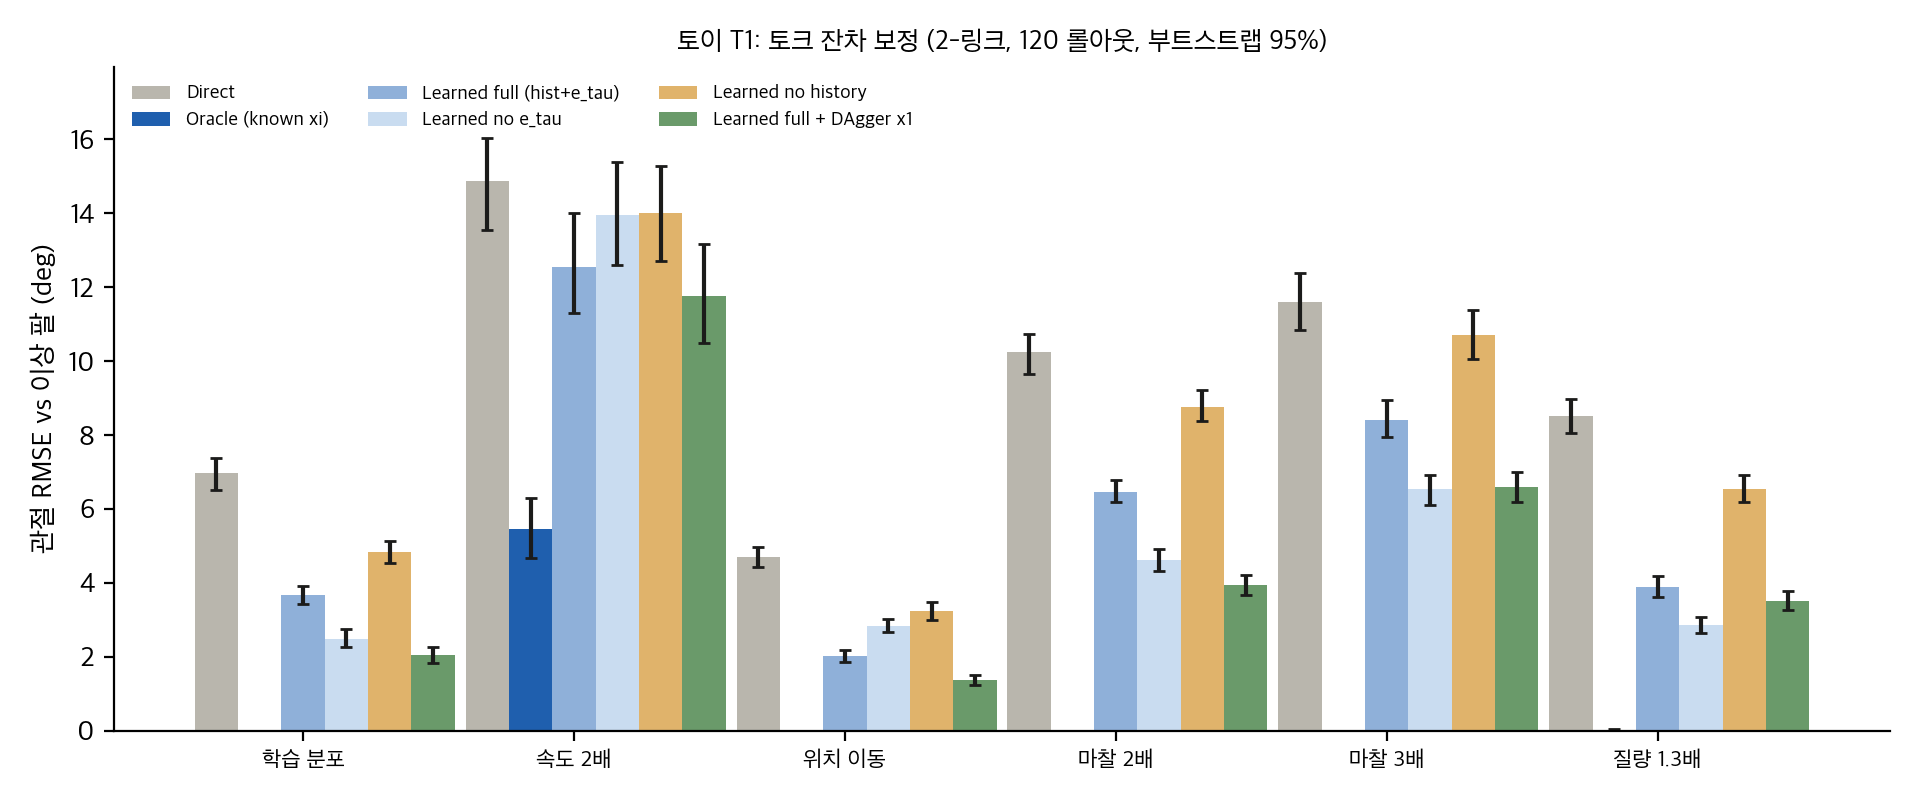 토이 T1: 토크 잔차 보정 (2-링크, 120 롤아웃, 부트스트랩 95%)
Direct
Oracle (known xi)
Learned full (hist+e_tau)
Learned no e_tau
Learned no history
Learned full + DAgger x1
관절 RMSE vs 이상 팔 (deg)
16
14
12
10
8
6
4
2
0
학습 분포
속도 2배
위치 이동
마찰 2배
마찰 3배
질량 1.3배